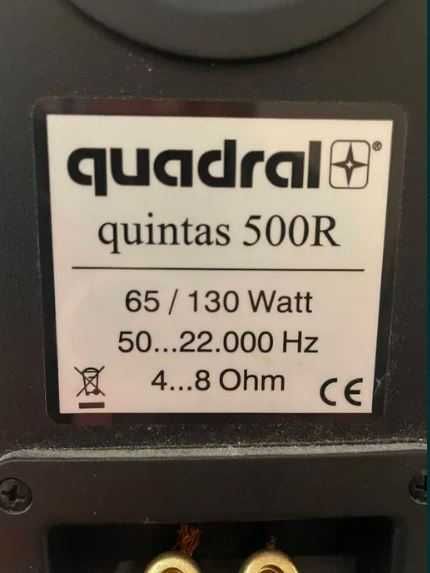 quadral®
quintas 500R
65 / 130 Watt
50...22.000 Hz
4...8 Ohm
CE